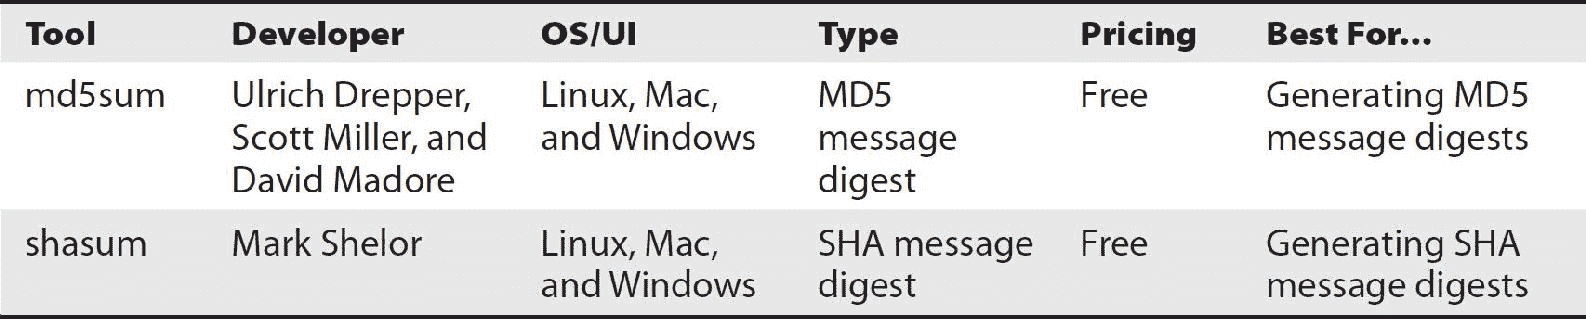 Tool Developer OS/UI Type Pricing Best For...
md5sum Ulrich Drepper, Linux, Mac, MD5 Free Generating MD5
Scott Miller, and and Windows message message digests
David Madore digest
shasum Mark Shelor Linux, Mac, SHA message Free Generating SHA
and Windows digest message digests